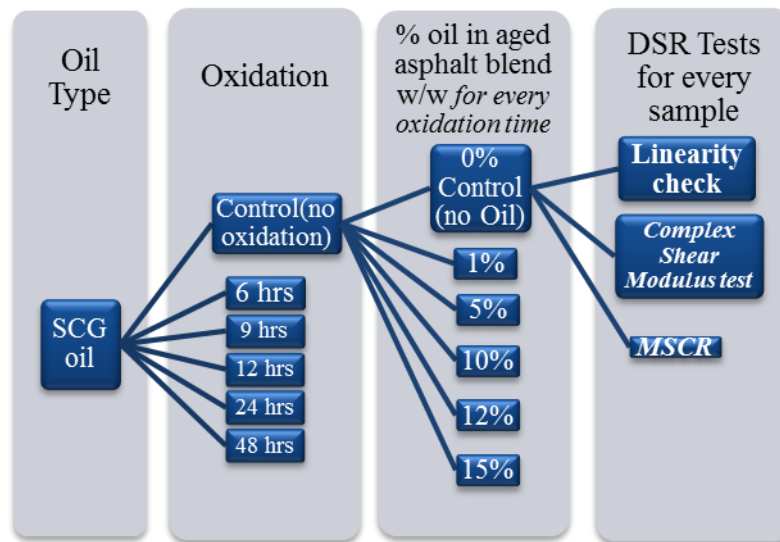 Oil
Type
SCG
oil
Oxidation
Control(no
oxidation)
6 hrs
9 hrs
12 hrs
24 hrs
48 hrs
% oil in aged
asphalt blend
w/w for every
oxidation time
0%
Control
(no Oil)
1%
5%
10%
12%
15%
DSR Tests
for every
sample
Linearity
check
Complex
Shear
Modulus test
MSCR